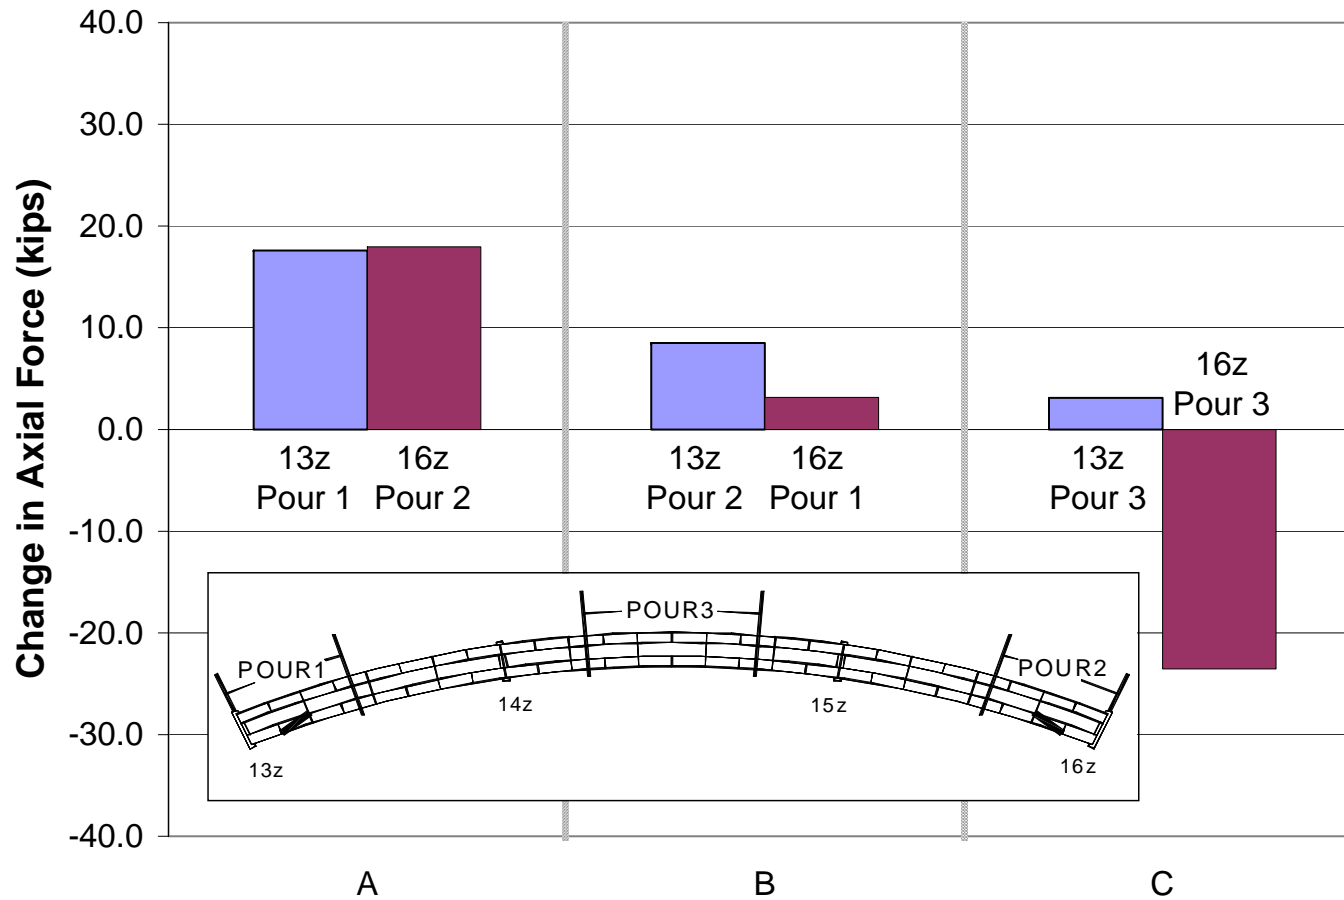 Change in Axial Force (kips)
40.0
30.0
20.0
10.0
0.0
-10.0
-20.0
-30.0
-40.0
13z
Pour 1
16z
Pour 2
13z
Pour 2
16z
Pour 1
13z
Pour 3
16z
Pour 3
POUR1
POUR3
POUR2
13z
14z
15z
16z
A
B
C